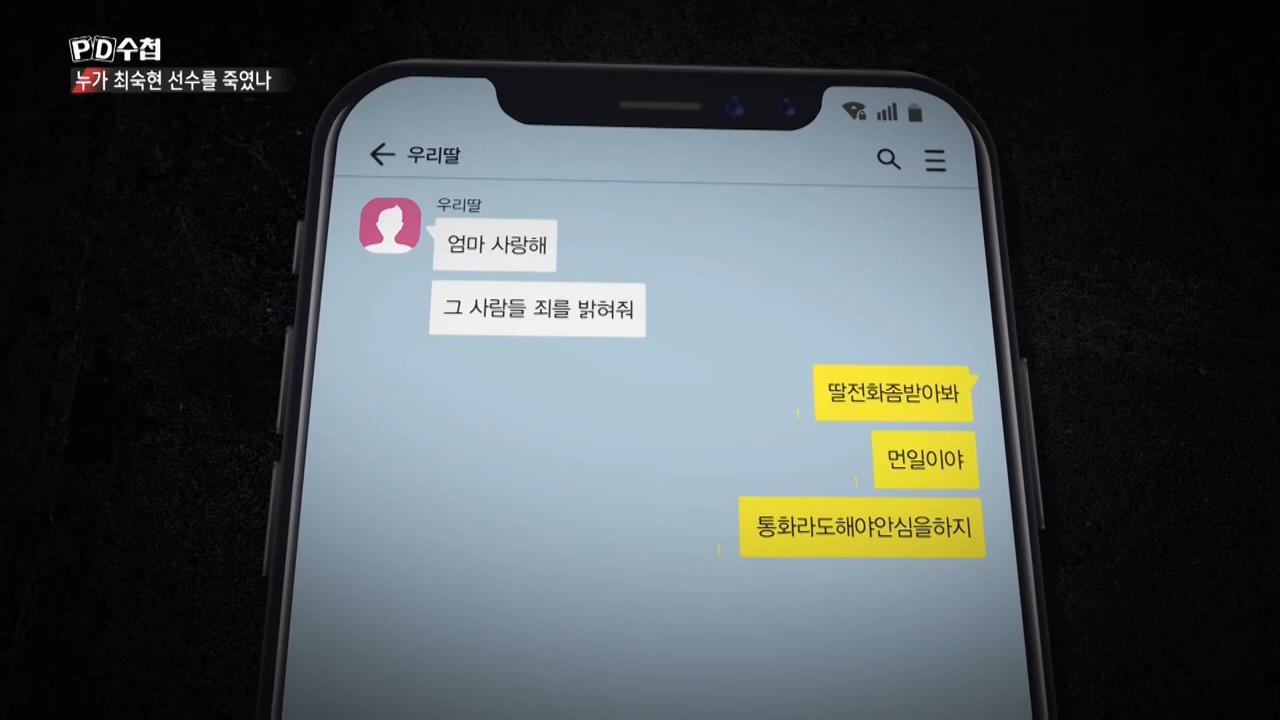 PD수첩
누가 최숙현 선수를 죽였나
우리딸
우리딸
엄마 사랑해
그 사람들 죄를 밝혀줘
딸전화좀받아봐
1
먼일이야
1
통화라도해야안심을하지
1